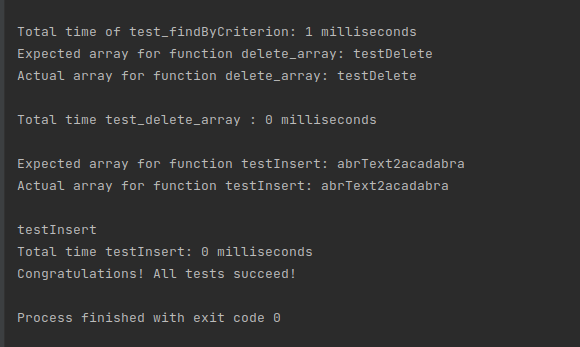 Total time of test_findByCriterion: 1 milliseconds
Expected array for function delete_array: testDelete
Actual array for function delete_array: testDelete
Total time test_delete_array : 0 milliseconds
Expected array for function testInsert: abrText2acadabra
Actual array for function testInsert: abrText2acadabra
testInsert
Total time testInsert: 0 milliseconds
Congratulations! All tests succeed!
Process finished with exit code 0